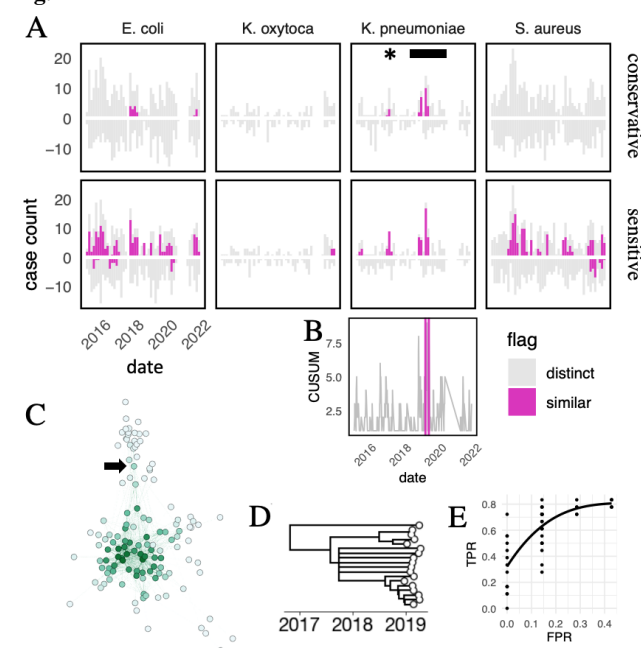 A
E. coli
K. oxytoca
K. pneumoniae
S. aureus
20
10
0
−10
*
conservative
20
10
0
−10
sensitive
case count
2016
2018
2020
2022
date
B
7.5
5.0
2.5
CUSUM
2016
2018
2020
2022
date
flag
distinct
similar
C
D
2017
2018
2019
E
0.8
0.6
0.4
0.2
0.0
TPR
0.0
0.1
0.2
0.3
0.4
FPR